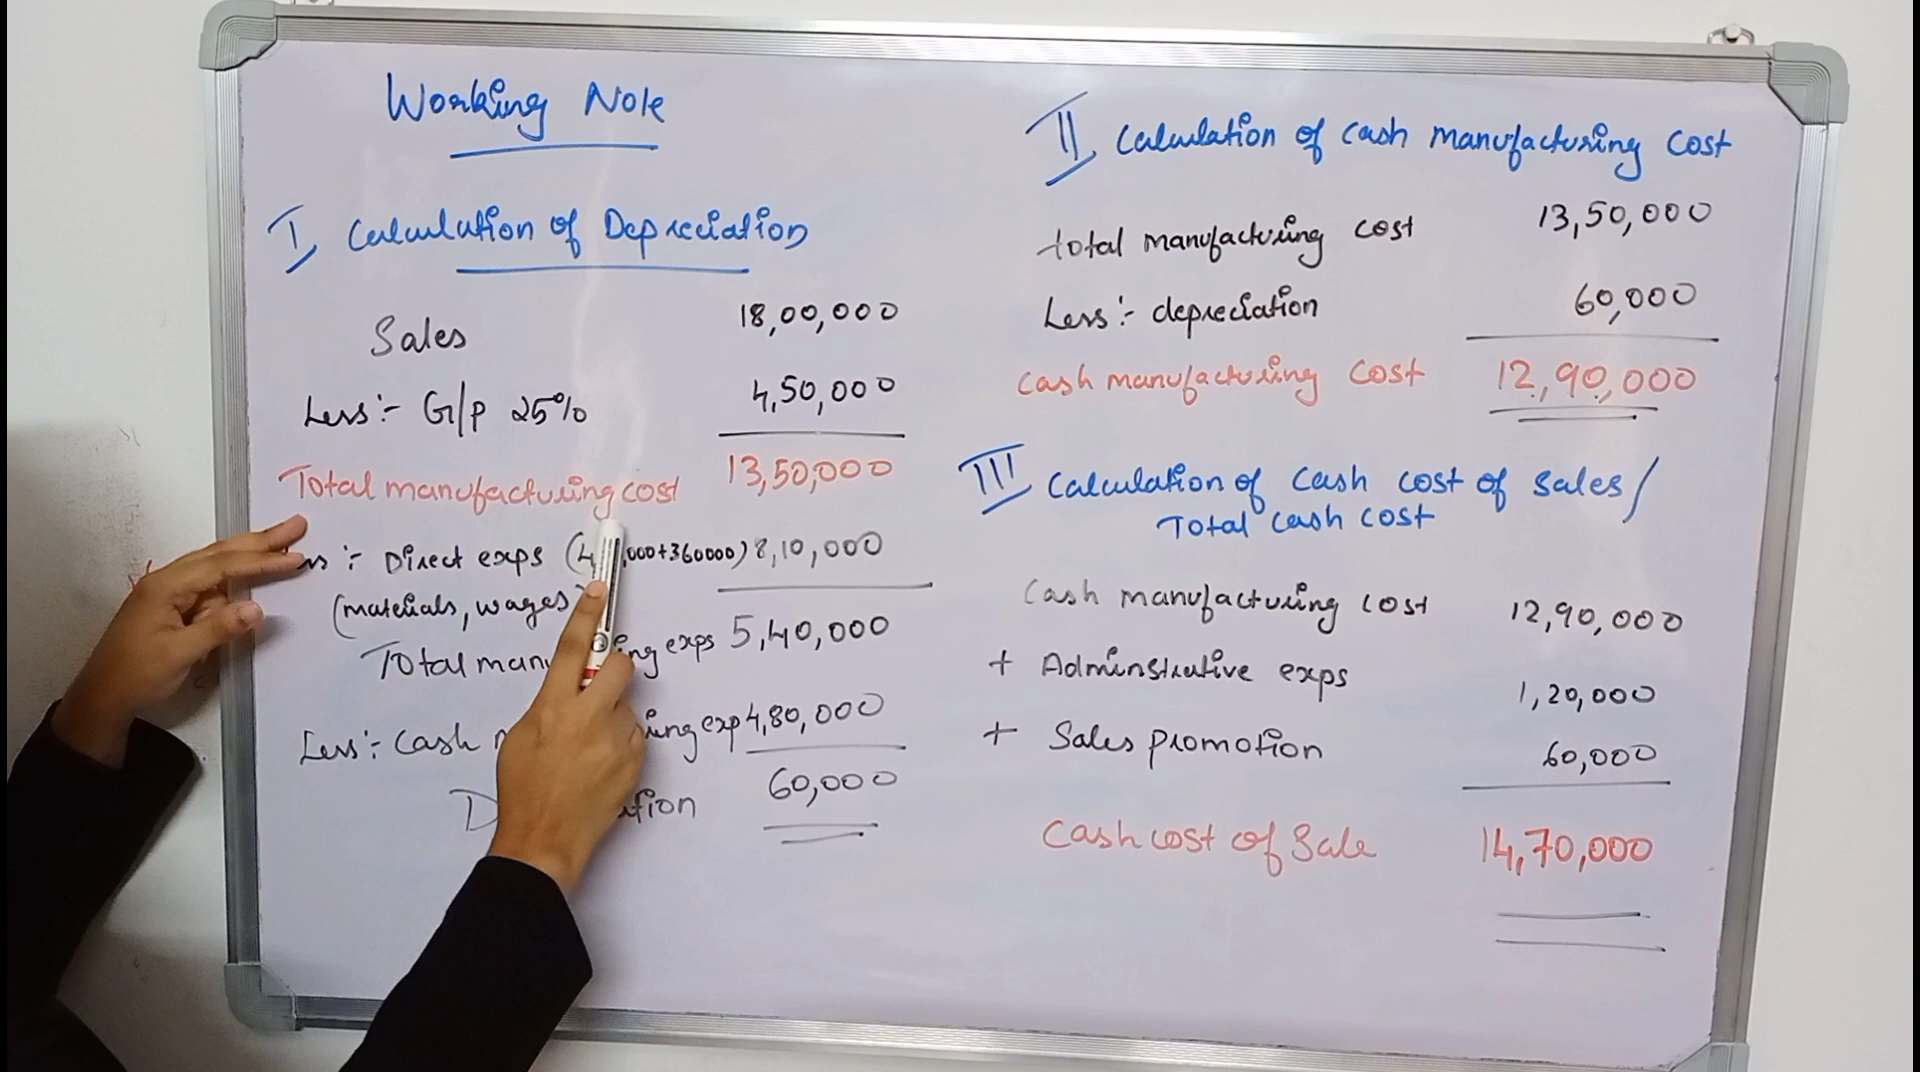 Working Note
I Calculation of Depreciation
Sales 18,00,000
Less:- G/P 25% 4,50,000
Total manufacturing cost 13,50,000
:- Direct exps ( ,000+360000) 8,10,000
(materials, wages
Total exps 5,40,000
Less:- Cash exp 4,80,000
60,000
II Calculation of cash manufacturing cost
total manufacturing cost 13,50,000
Less:- depreciation 60,000
Cash manufacturing cost 12,90,000
III Calculation of cash cost of sales/
Total cash cost
Cash manufacturing cost 12,90,000
+ Adminstrative exps 1,20,000
+ Sales promotion 60,000
Cash cost of Sale 14,70,000